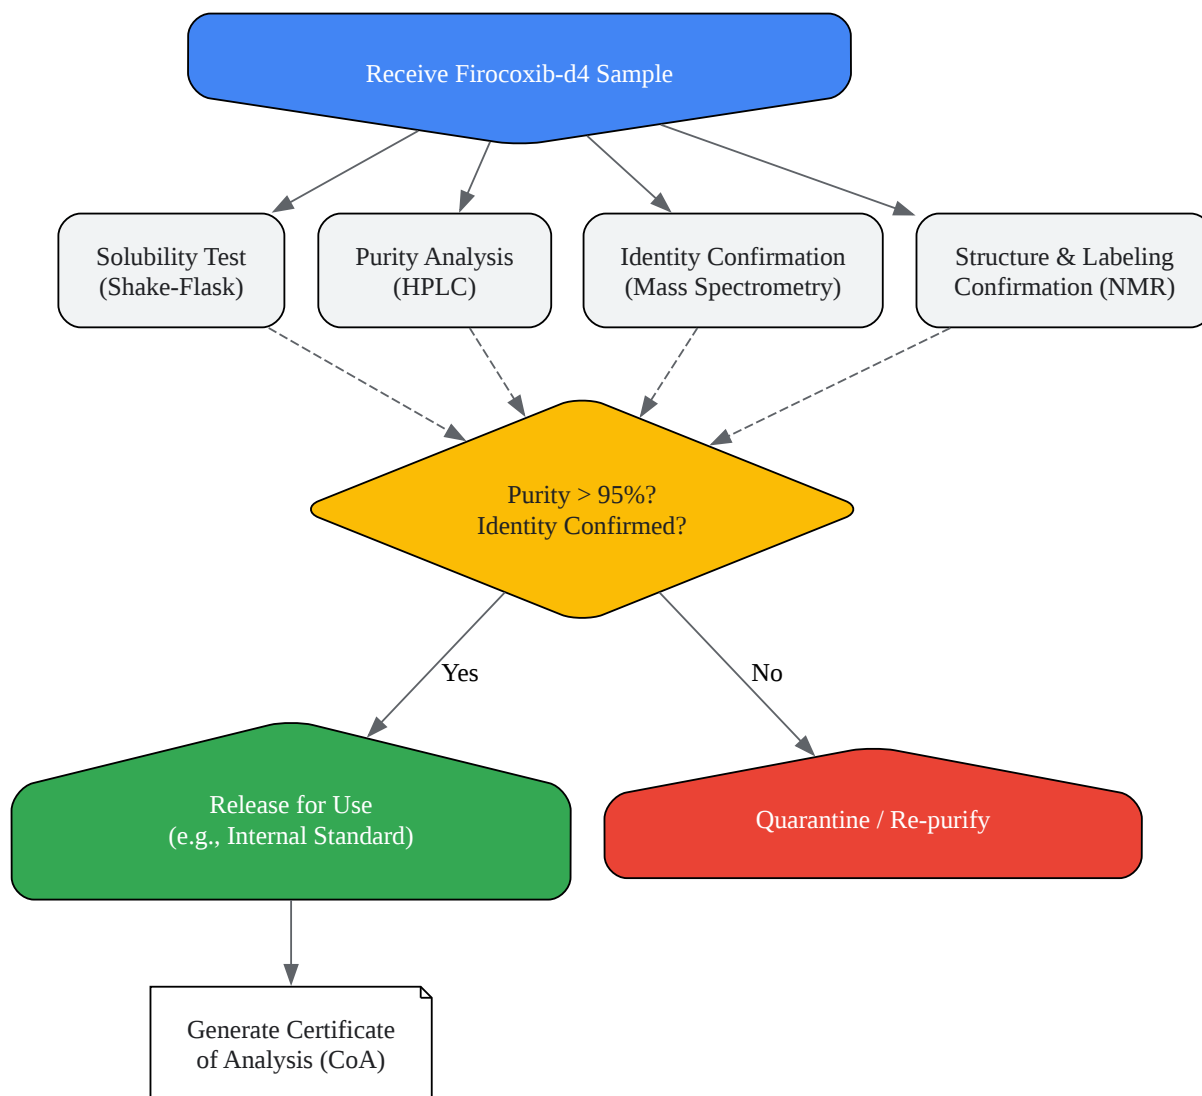 Receive Firocoxib-d4 Sample
Solubility Test
(Shake-Flask)
Purity Analysis
(HPLC)
Identity Confirmation
(Mass Spectrometry)
Structure & Labeling
Confirmation (NMR)
Purity > 95%?
Identity Confirmed?
Yes
No
Release for Use
(e.g., Internal Standard)
Quarantine / Re-purify
Generate Certificate
of Analysis (CoA)